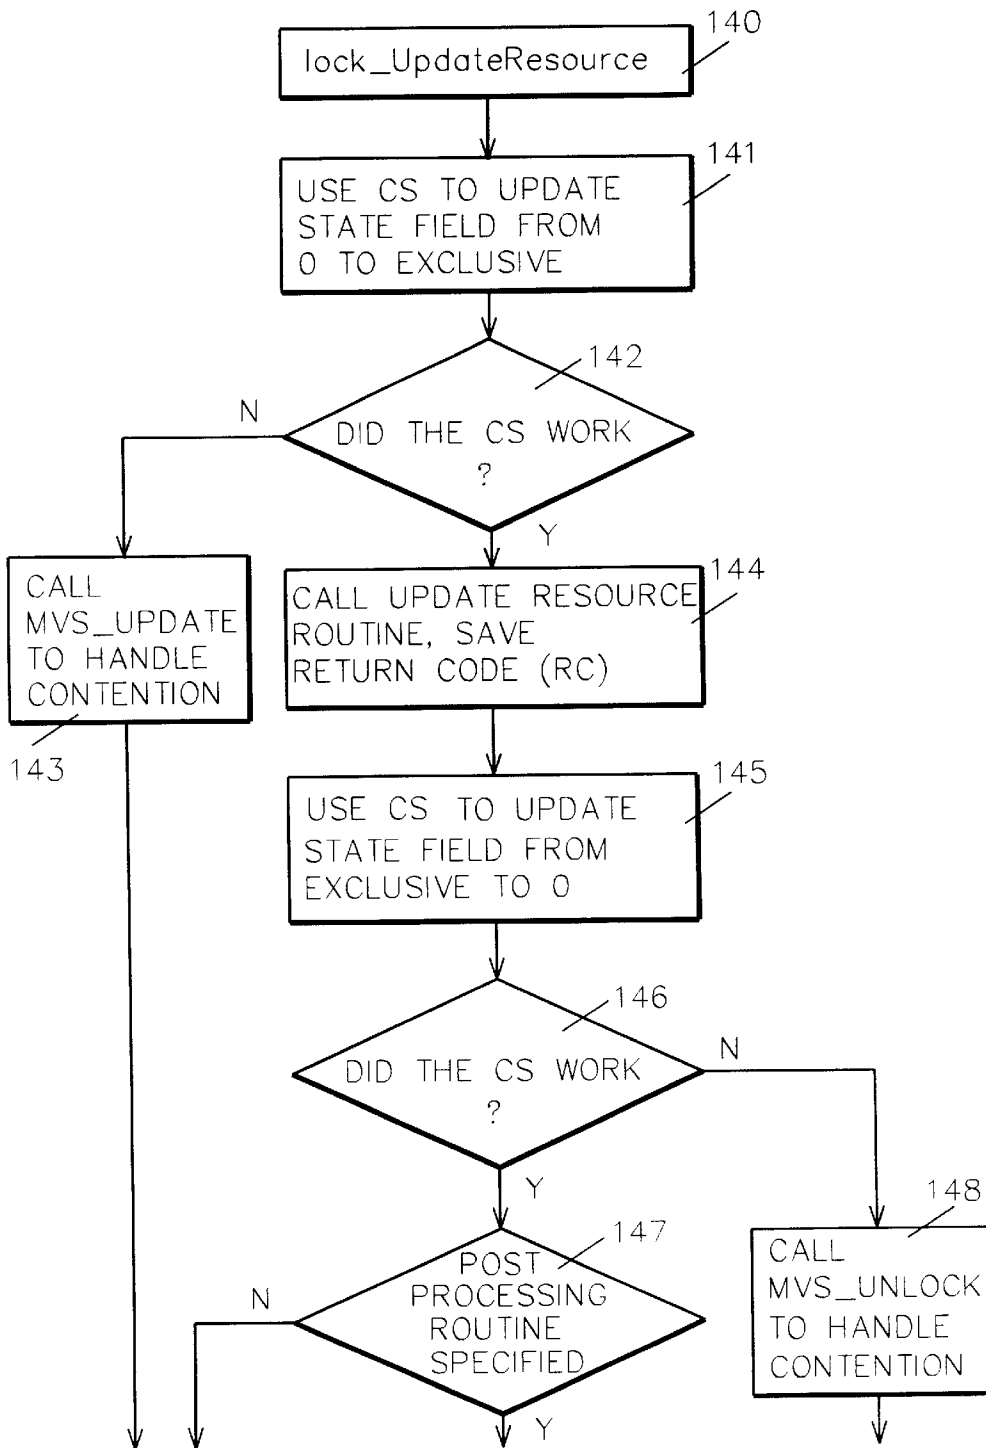 140
lock_UpdateResource
141
USE CS TO UPDATE
STATE FIELD FROM
0 TO EXCLUSIVE
142
N
DID THE CS WORK
?
Y
CALL
MVS_UPDATE
TO HANDLE
CONTENTION
143
144
CALL UPDATE RESOURCE
ROUTINE, SAVE
RETURN CODE (RC)
145
USE CS TO UPDATE
STATE FIELD FROM
EXCLUSIVE TO 0
146
N
DID THE CS WORK
?
Y
148
CALL
MVS_UNLOCK
TO HANDLE
CONTENTION
147
N
POST
PROCESSING
ROUTINE
SPECIFIED
Y